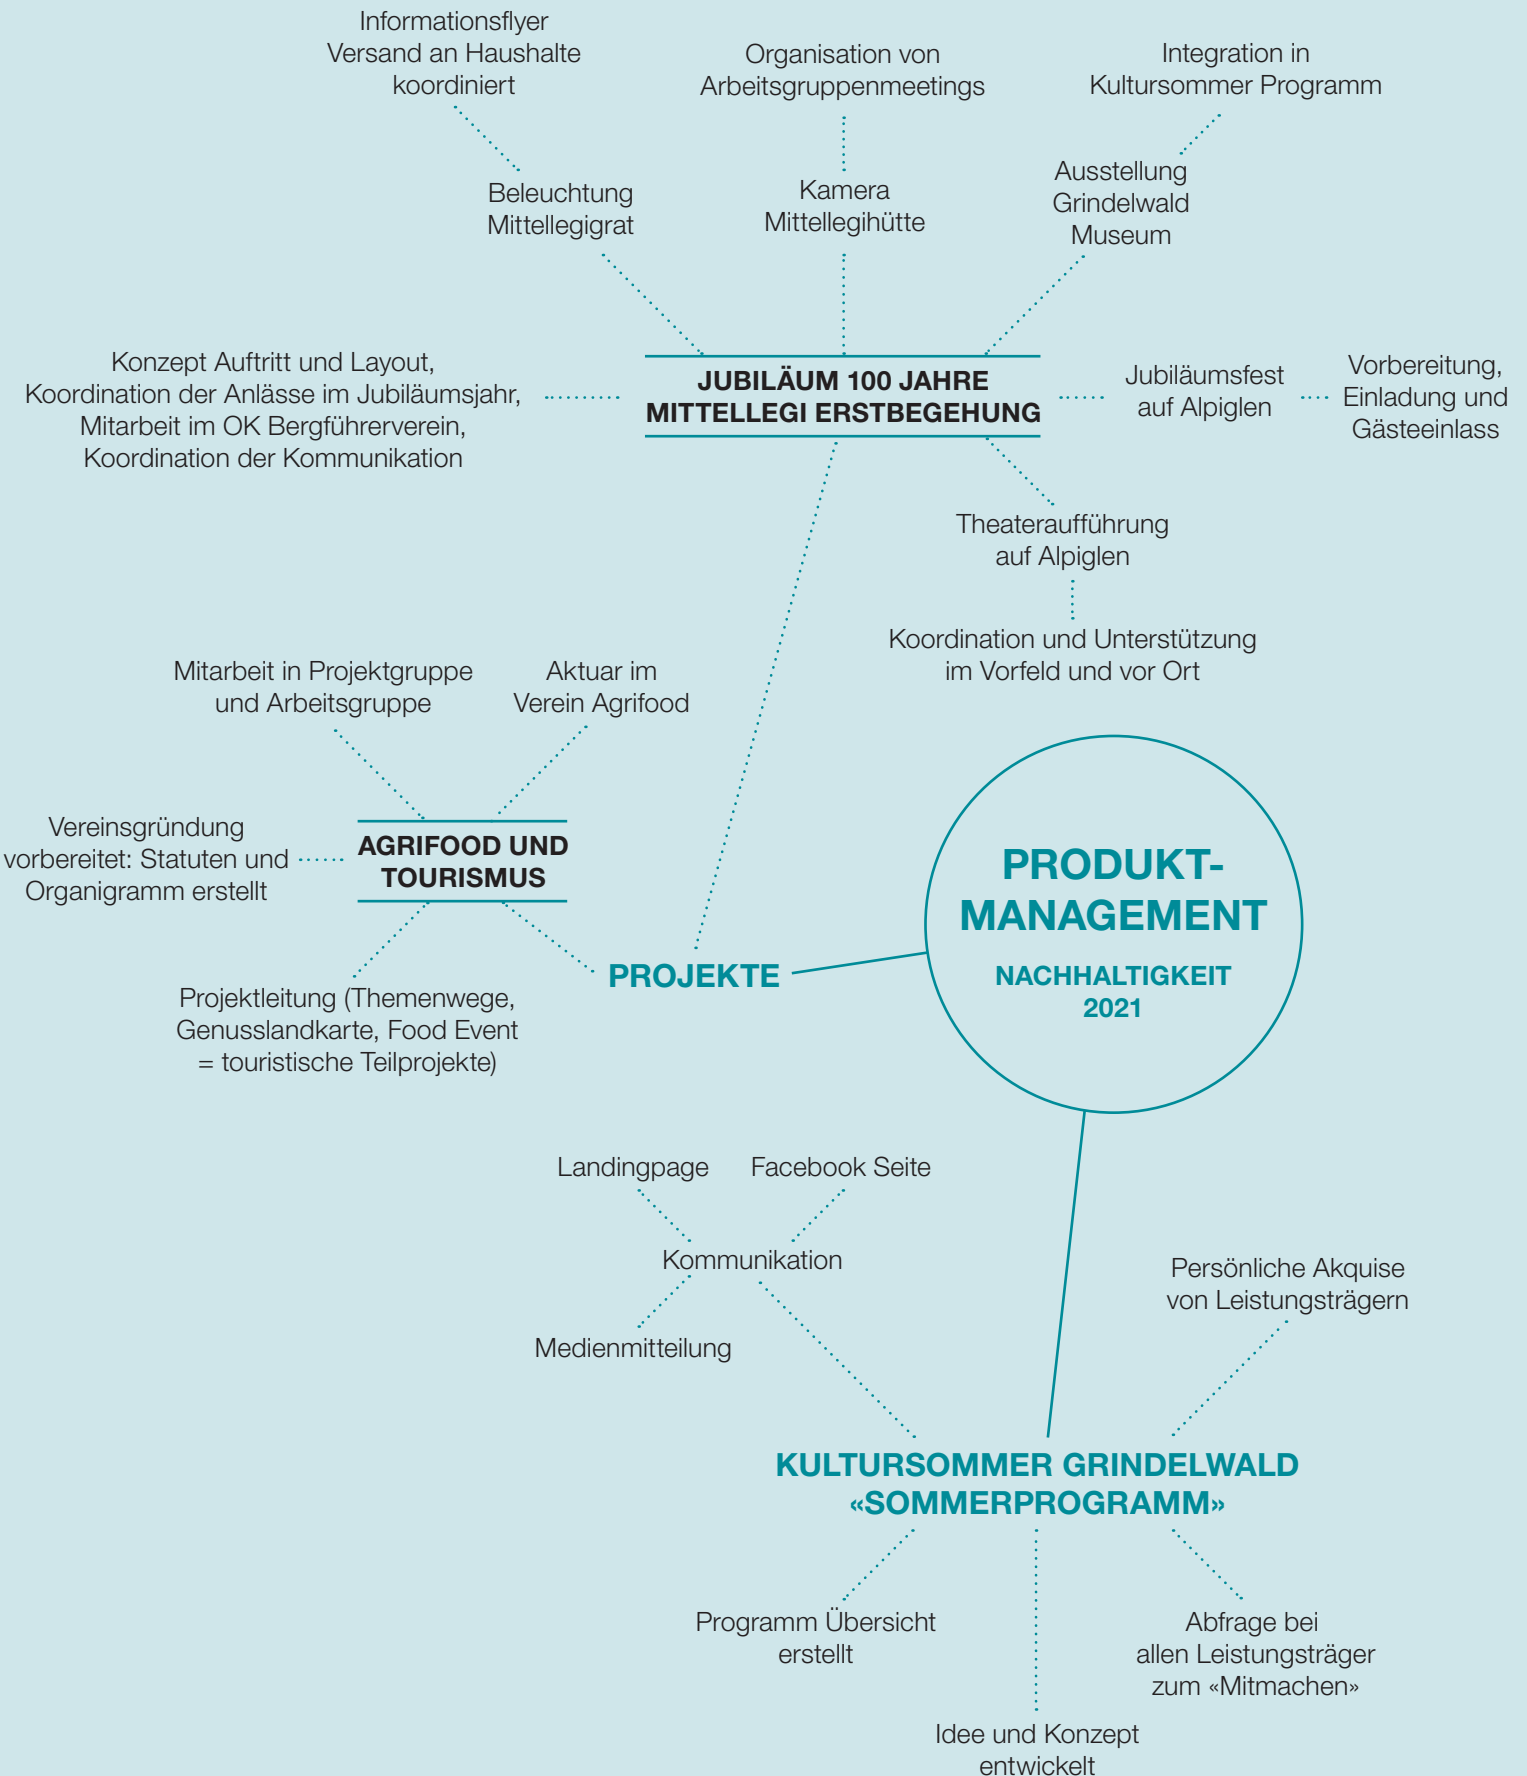 Informationsflyer
Versand an Haushalte
koordiniert
Organisation von
Arbeitsgruppenmeetings
Integration in
Kultursommer Programm
Beleuchtung
Mittellegigrat
Kamera
Mittellegihütte
Ausstellung
Grindelwald
Museum
Konzept Auftritt und Layout,
Koordination der Anlässe im Jubiläumsjahr,
Mitarbeit im OK Bergführerverein,
Koordination der Kommunikation
JUBILÄUM 100 JAHRE
MITTELLEGI ERSTBEGEHUNG
Jubiläumsfest
auf Alpiglen
Vorbereitung,
Einladung und
Gästeeinlass
Theateraufführung
auf Alpiglen
Koordination und Unterstützung
im Vorfeld und vor Ort
Mitarbeit in Projektgruppe
und Arbeitsgruppe
Aktuar im
Verein Agrifood
Vereinsgründung
vorbereitet: Statuten und
Organigramm erstellt
AGRIFOOD UND
TOURISMUS
Projektleitung (Themenwege,
Genusslandkarte, Food Event
= touristische Teilprojekte)
PROJEKTE
PRODUKT-
MANAGEMENT
NACHHALTIGKEIT
2021
Landingpage
Facebook Seite
Kommunikation
Medienmitteilung
Persönliche Akquise
von Leistungsträgern
KULTURSOMMER GRINDELWALD
«SOMMERPROGRAMM»
Programm Übersicht
erstellt
Idee und Konzept
entwickelt
Abfrage bei
allen Leistungsträger
zum «Mitmachen»